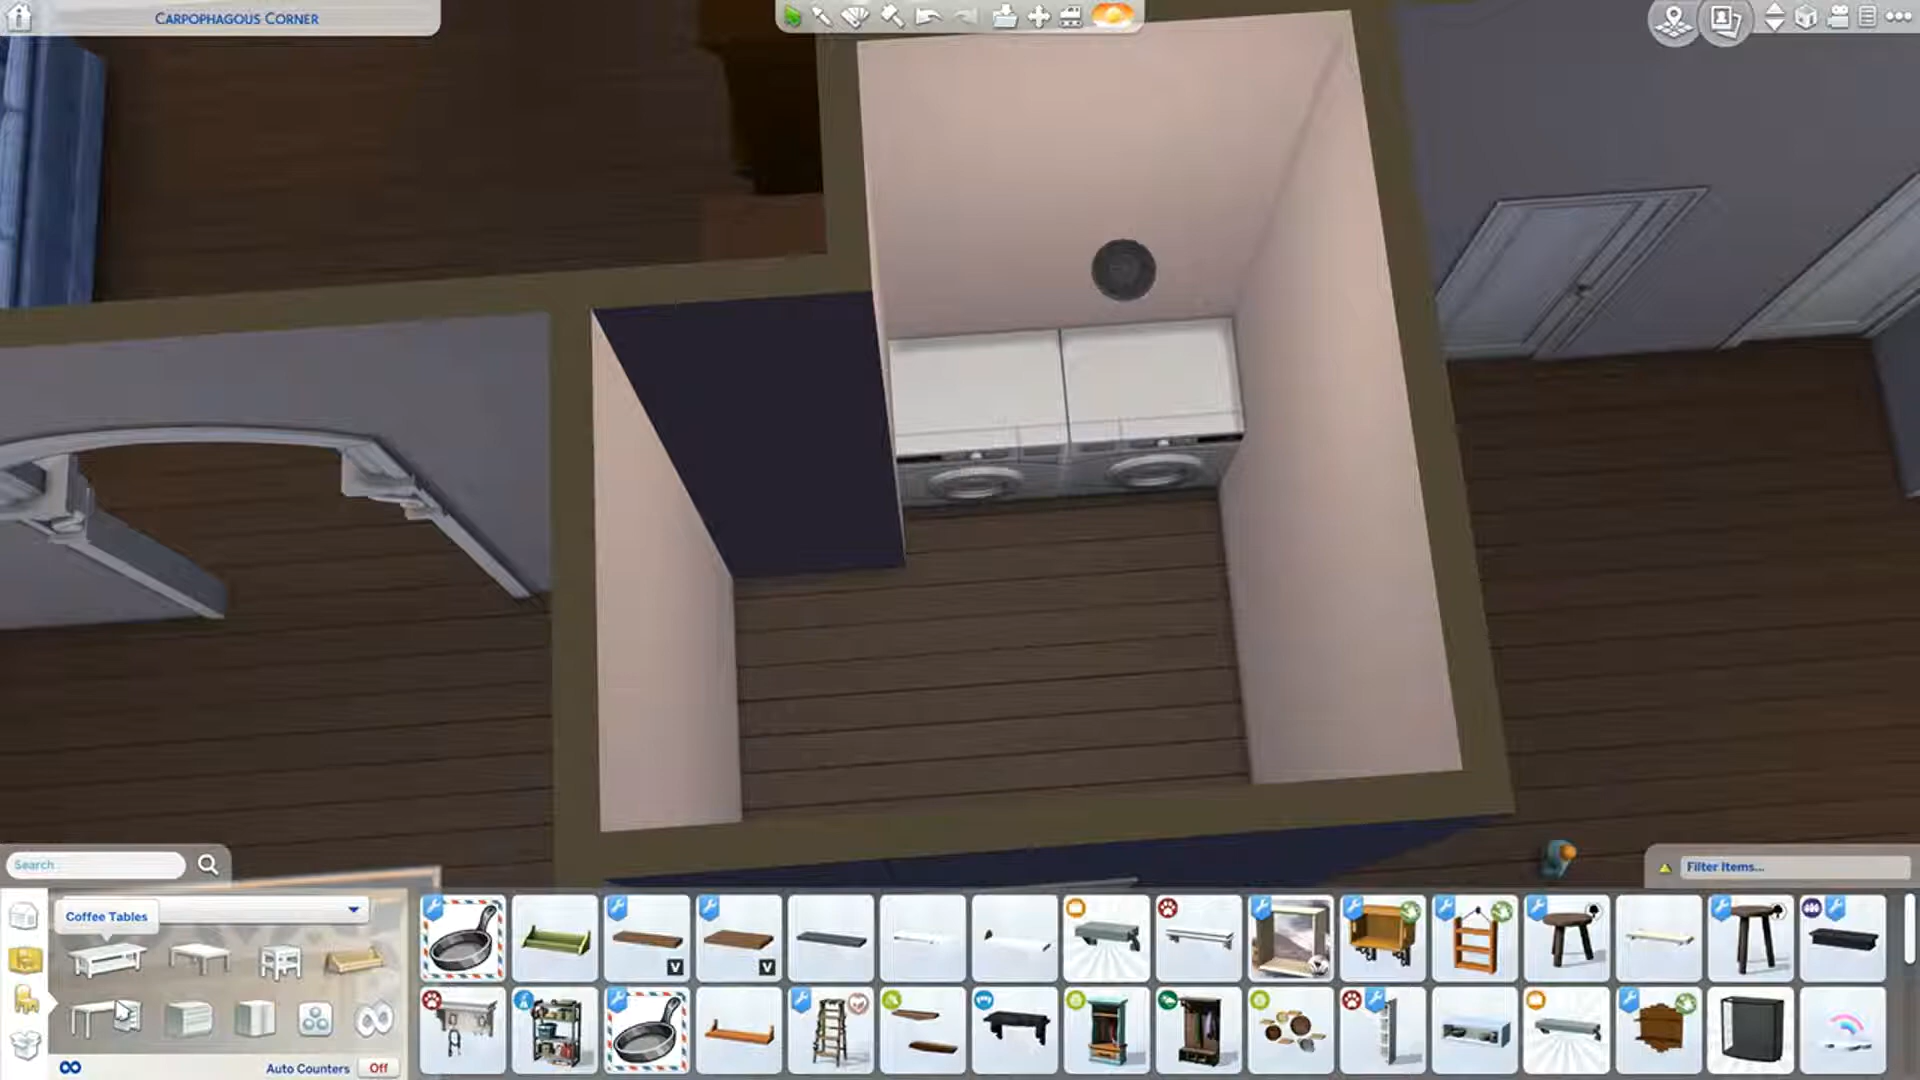 CARPOPHAGOUS CORNER
Search...
Filter Items...
Coffee Tables
V
V
Auto Counters Off